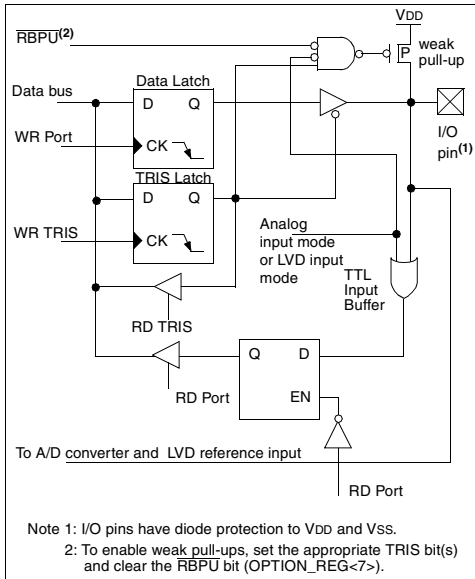 VDD
RBPU(2)
P
weak
pull-up
Data Latch
Data bus
D Q
WR Port
CK
I/O
pin(1)
TRIS Latch
D Q
WR TRIS
CK
Analog
input mode
or LVD input
mode
TTL
Input
Buffer
RD TRIS
Q D
RD Port
EN
To A/D converter and LVD reference input
RD Port
Note 1: I/O pins have diode protection to VDD and VSS.
2: To enable weak pull-ups, set the appropriate TRIS bit(s)
and clear the RBPU bit (OPTION_REG<7>).